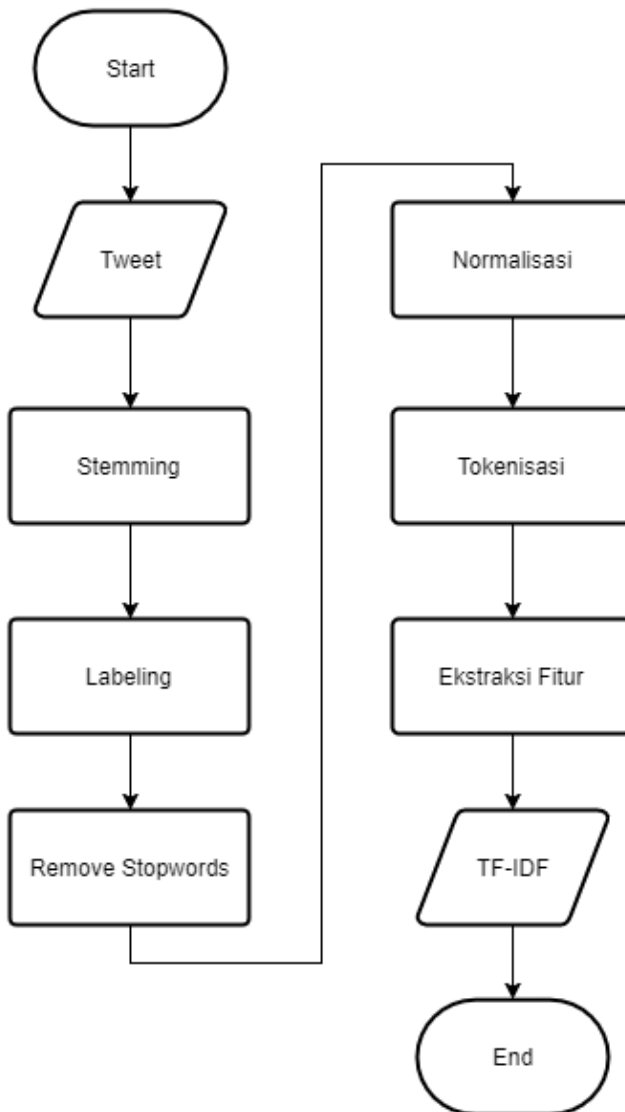 Start
Tweet
Stemming
Labeling
Remove Stopwords
Normalisasi
Tokenisasi
Ekstraksi Fitur
TF-IDF
End